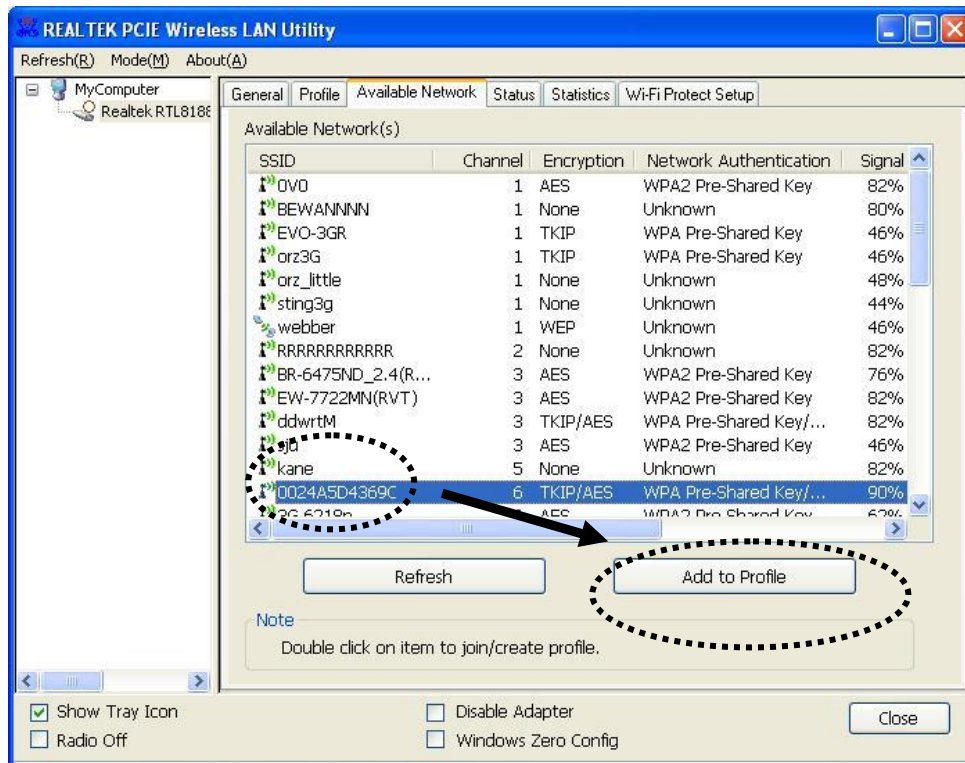 REALTEK PCIE Wireless LAN Utility
Refresh(R) Mode(M) About(A)
MyComputer
Realtek RTL8188
General Profile Available Network Status Statistics Wi-Fi Protect Setup
Available Network(s)
SSID Channel Encryption Network Authentication Signal
0V0 1 AES WPA2 Pre-Shared Key 82%
BEWANNNN 1 None Unknown 80%
EVO-3GR 1 TKIP WPA Pre-Shared Key 46%
orz3G 1 TKIP WPA Pre-Shared Key 46%
orz_little 1 None Unknown 48%
sting3g 1 None Unknown 44%
webber 1 WEP Unknown 46%
RRRRRRRRRRRR 2 None Unknown 82%
BR-6475ND_2.4(R... 3 AES WPA2 Pre-Shared Key 76%
EW-7722MN(RVT) 3 AES WPA2 Pre-Shared Key 82%
ddwrtM 3 TKIP/AES WPA Pre-Shared Key/... 82%
3 AES WPA2 Pre-Shared Key 46%
kane 5 None Unknown 82%
0024A5D4369C 6 TKIP/AES WPA Pre-Shared Key/... 90%
AES WPA2 Pre-Shared Key 62%
Refresh Add to Profile
Note
Double click on item to join/create profile.
Show Tray Icon Disable Adapter Close
Radio Off Windows Zero Config